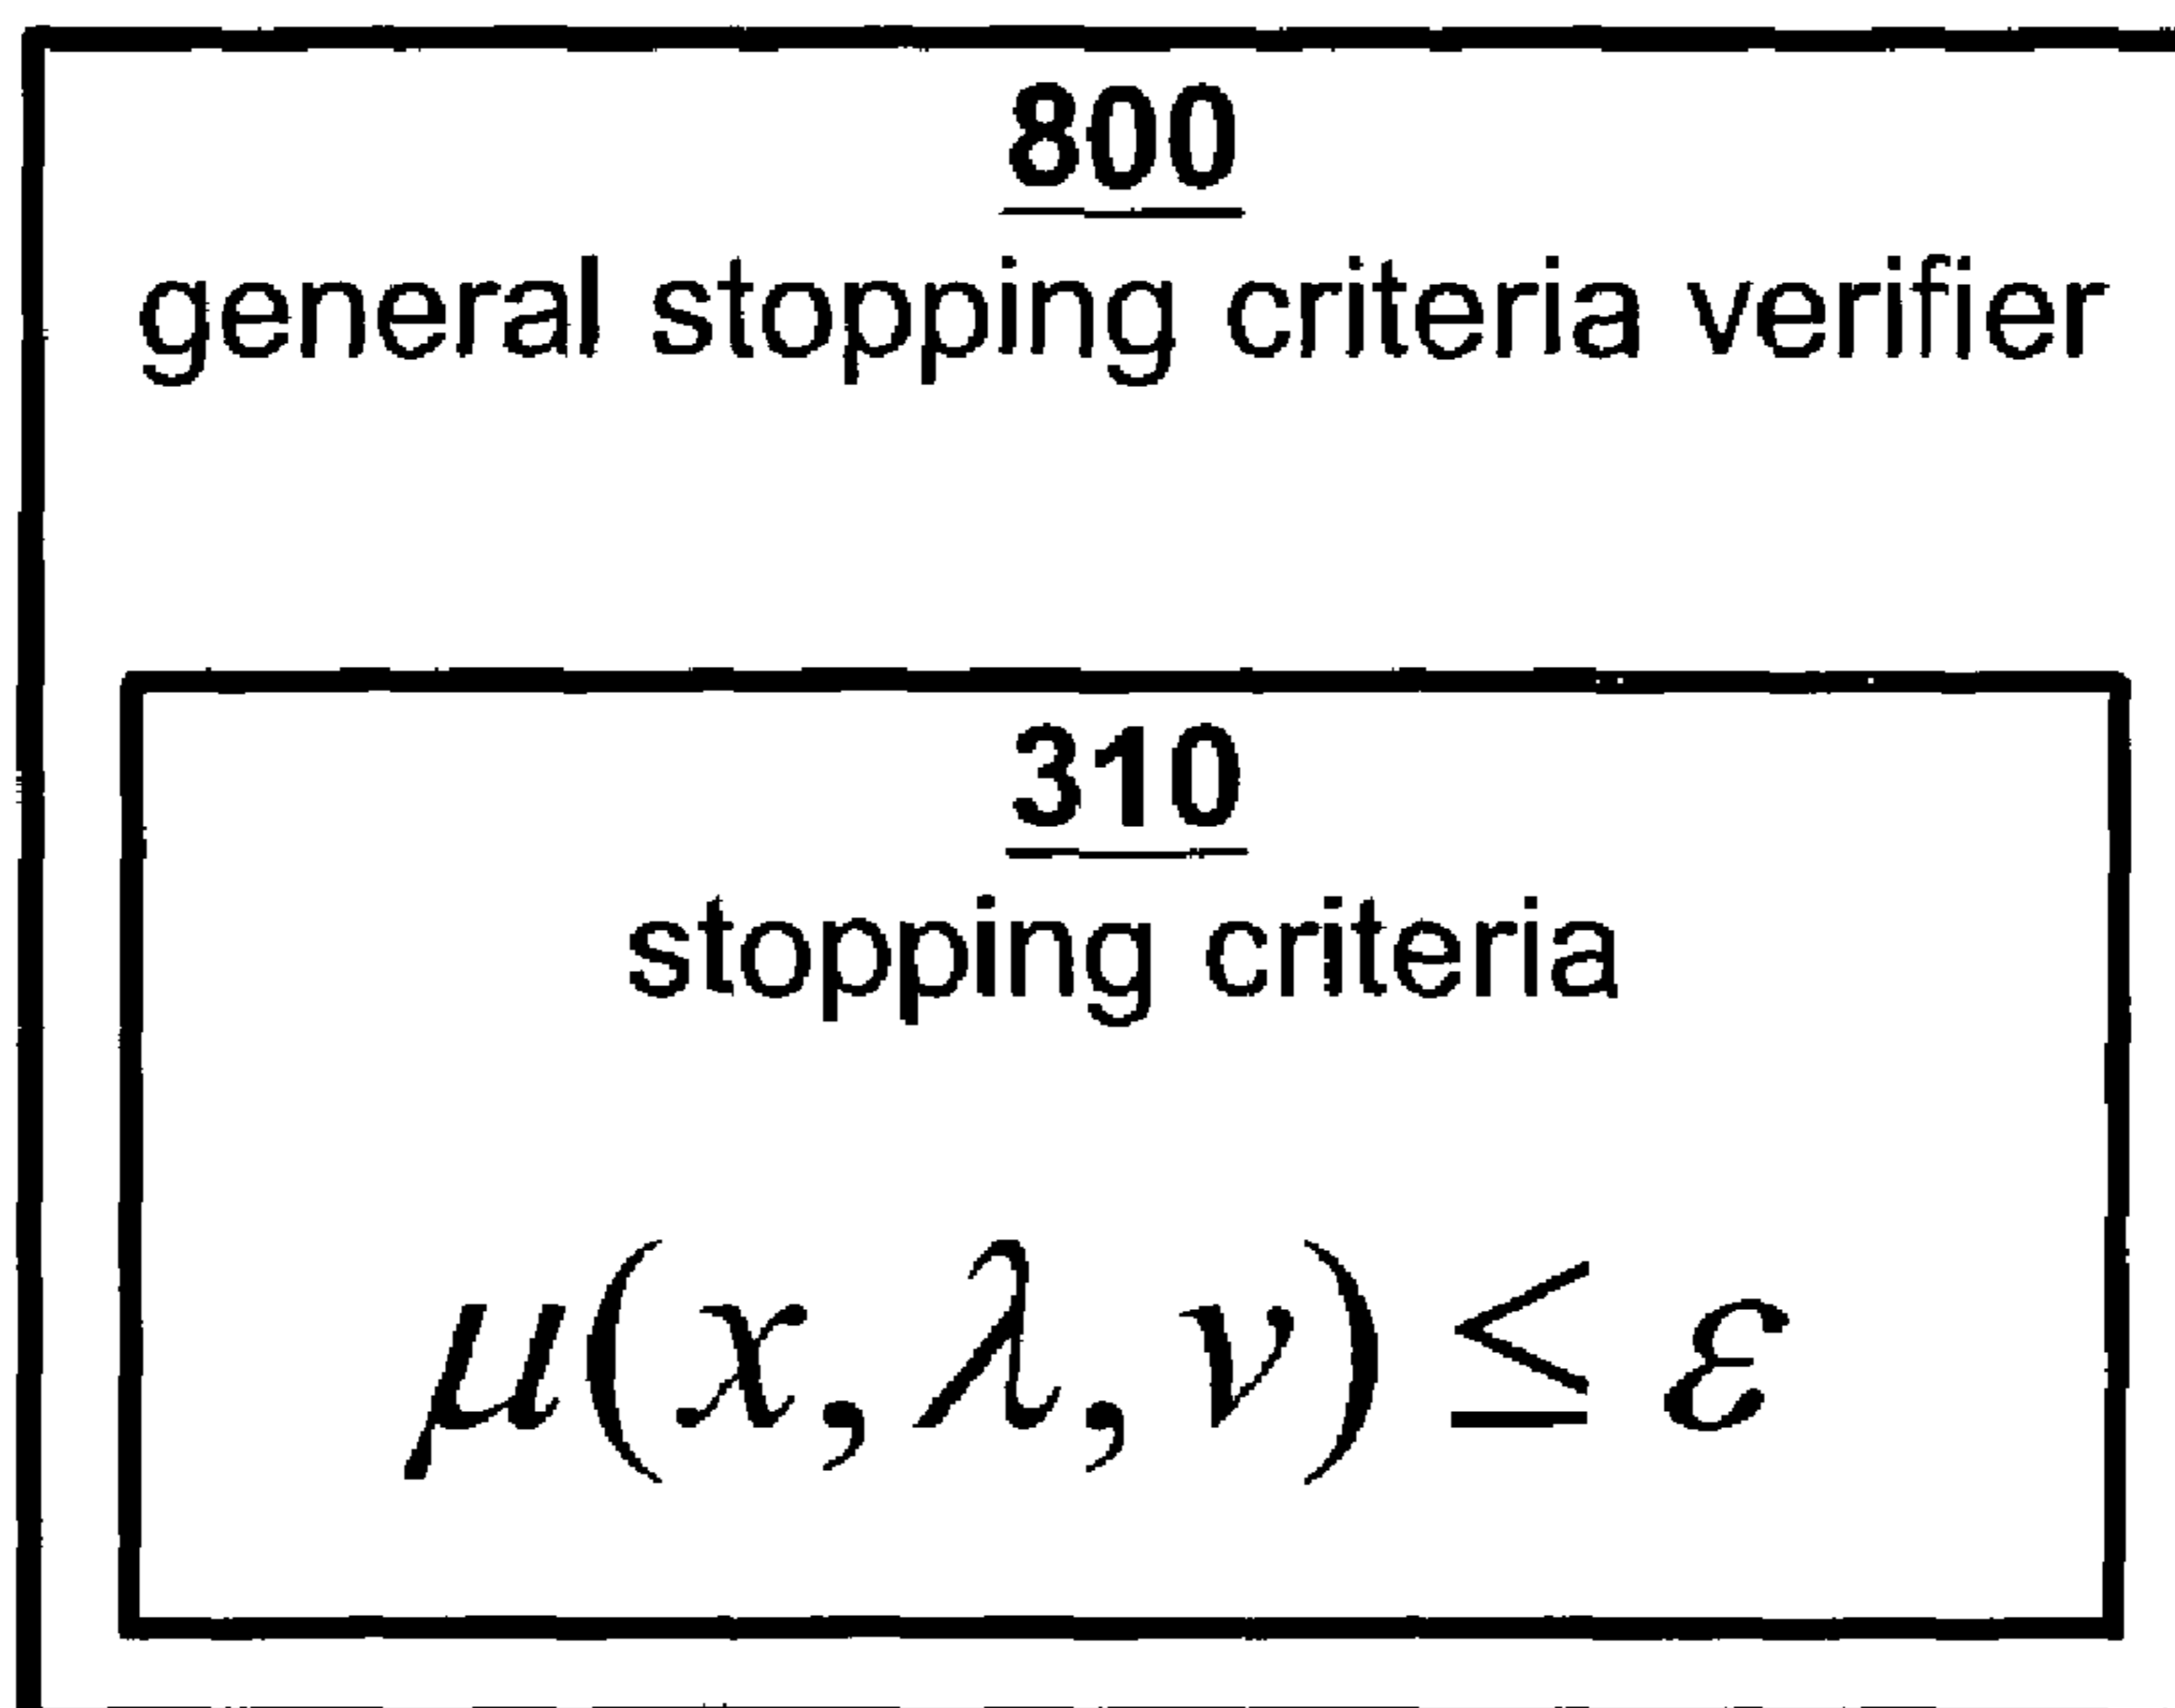 800
general stopping criteria verifier
310
stopping criteria
μ(x, λ, ν) ≤ ε